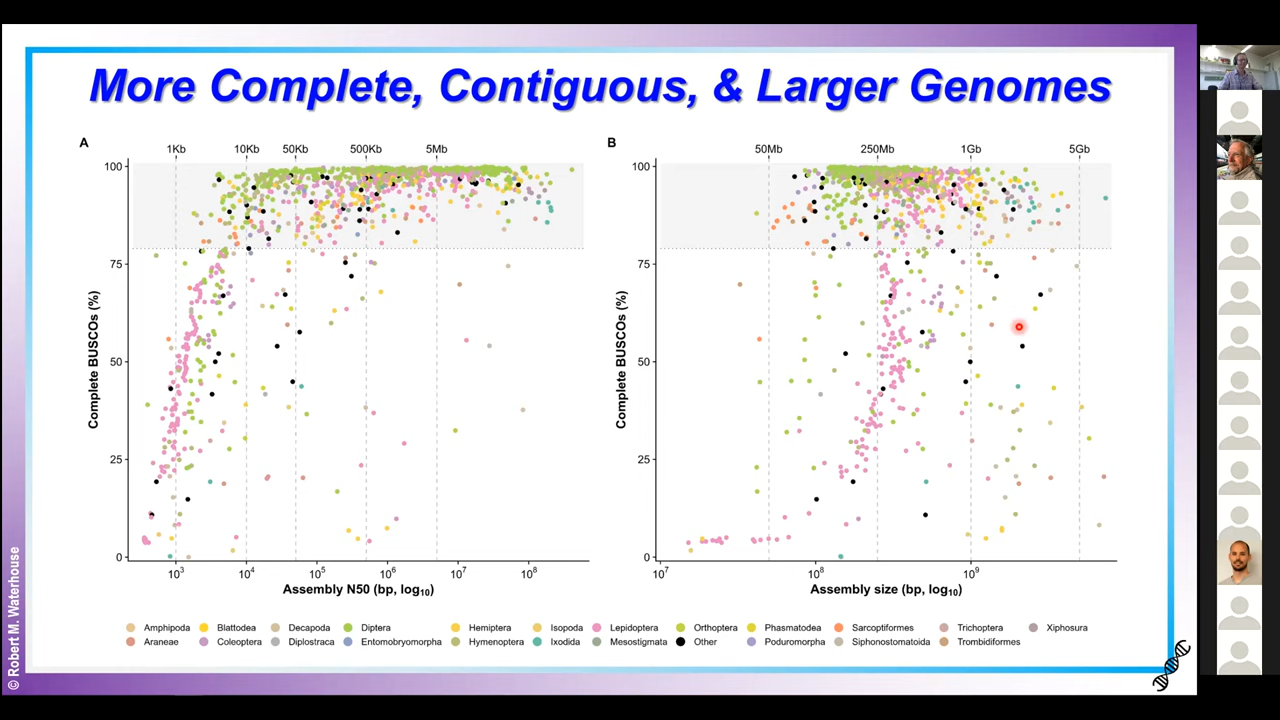 More Complete, Contiguous, & Larger Genomes
A
1Kb 10Kb 50Kb 500Kb 5Mb
100
75
50
25
0
Complete BUSCOs (%)
10³ 10⁴ 10⁵ 10⁶ 10⁷ 10⁸
Assembly N50 (bp, log₁₀)
B
50Mb 250Mb 1Gb 5Gb
100
75
50
25
0
Complete BUSCOs (%)
10⁷ 10⁸ 10⁹
Assembly size (bp, log₁₀)
Amphipoda Blattodea Decapoda Diptera Hemiptera Isopoda Lepidoptera Orthoptera Phasmatodea Sarcoptiformes Trichoptera Xiphosura
Araneae Coleoptera Diplostraca Entomobryomorpha Hymenoptera Ixodida Mesostigmata Other Poduromorpha Siphonostomatoida Trombidiformes
© Robert M. Waterhouse